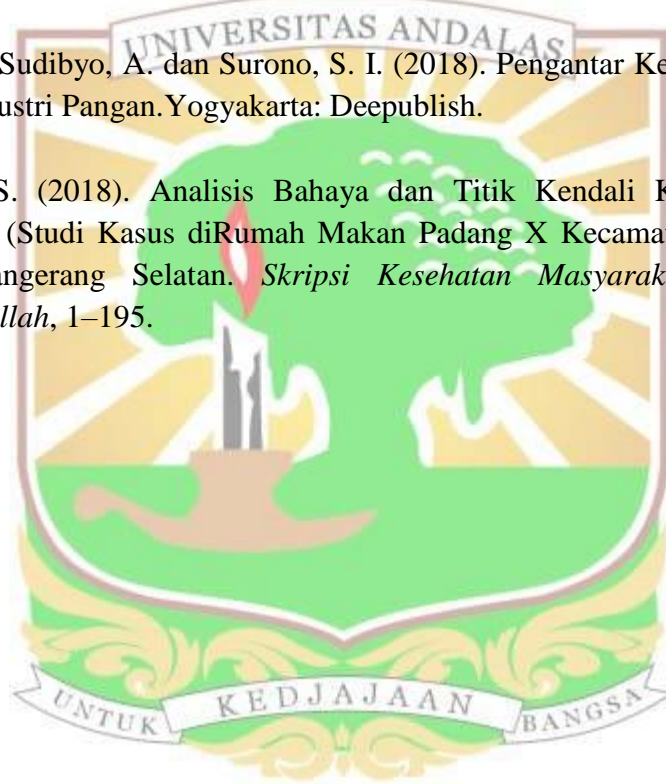 UNIVERSITAS ANDALAS
Sudibyo, A. dan Surono, S. I. (2018). Pengantar Ke
ustri Pangan.Yogyakarta: Deepublish.
S. (2018). Analisis Bahaya dan Titik Kendali K
(Studi Kasus diRumah Makan Padang X Kecamat
angerang Selatan. Skripsi Kesehatan Masyarak
llah, 1–195.
UNTUK KEDJAJAAN BANGSA